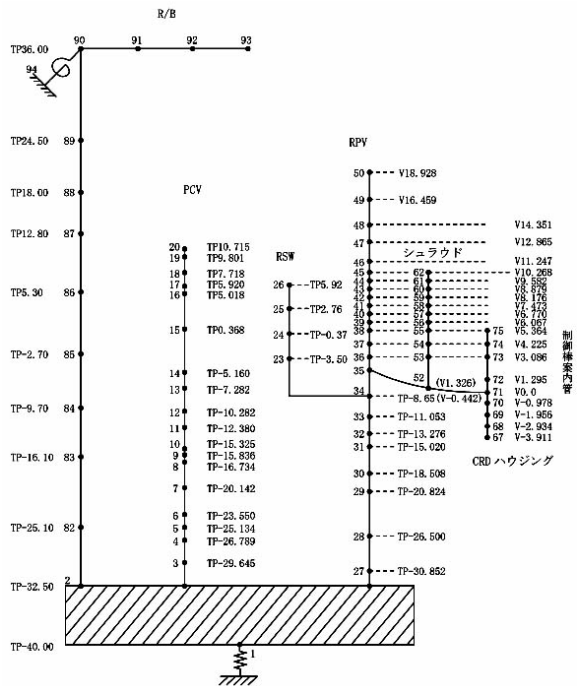 R/B
90 91 92 93
TP36.00
94
TP24.50 89
TP18.00 88
TP12.80 87
TP5.30 86
TP-2.70 85
TP-9.70 84
TP-16.10 83
TP-25.10 82
TP-32.50 2
TP-40.00
1
PCV
20 TP10.715
19 TP9.801
18 TP7.718
17 TP5.920
16 TP5.018
15 TP0.368
14 TP-5.160
13 TP-7.282
12 TP-10.282
11 TP-12.380
10 TP-15.325
9 TP-15.836
8 TP-16.734
7 TP-20.142
6 TP-23.550
5 TP-25.134
4 TP-26.789
3 TP-29.645
RSW
26 TP5.92
25 TP2.76
24 TP-0.37
23 TP-3.50
RPV
50 V18.928
49 V16.459
48 V14.351
47 V12.865
シュラウド
46 V11.247
45 62 V10.268
44 61 V9.582
43 60 V8.879
42 59 V8.176
41 58 V7.473
40 57 V6.770
39 56 V6.067
38 55 75 V5.364
37 54 74 V4.225
36 53 73 V3.086
35 52 (V1.326) 72 V1.295
71 V0.0
34 TP-8.65(V-0.442)
70 V-0.978
69 V-1.956
68 V-2.934
67 V-3.911
制御棒案内管
CRDハウジング
33 TP-11.053
32 TP-13.276
31 TP-15.020
30 TP-18.508
29 TP-20.824
28 TP-26.500
27 TP-30.852